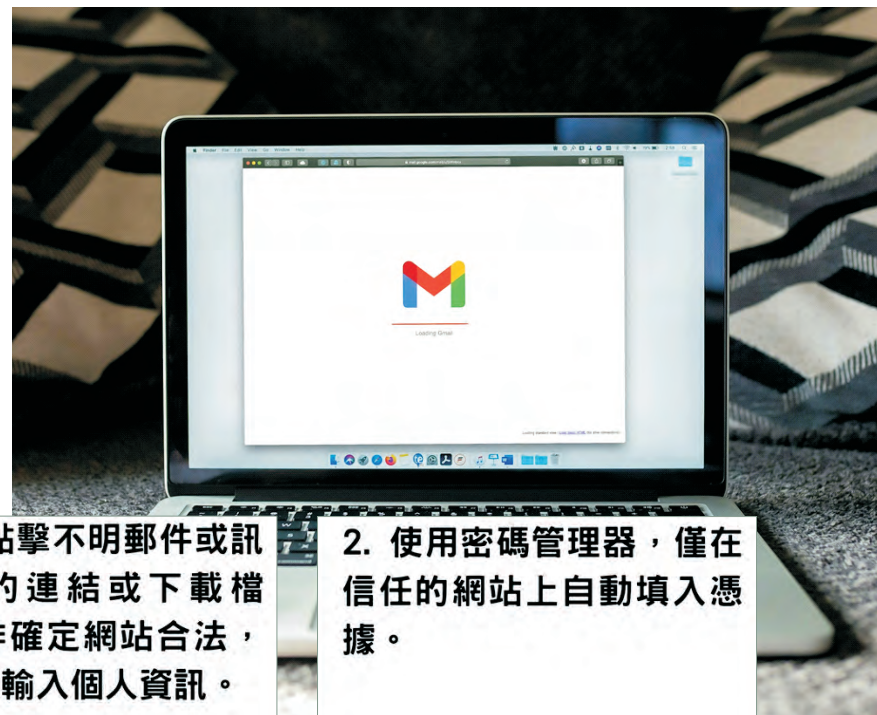 Loading Gmail
站擊不明郵件或訊
的連結或下載檔
確定網站合法，
輸入個人資訊。
2. 使用密碼管理器，僅在
信任的網站上自動填入憑
據。